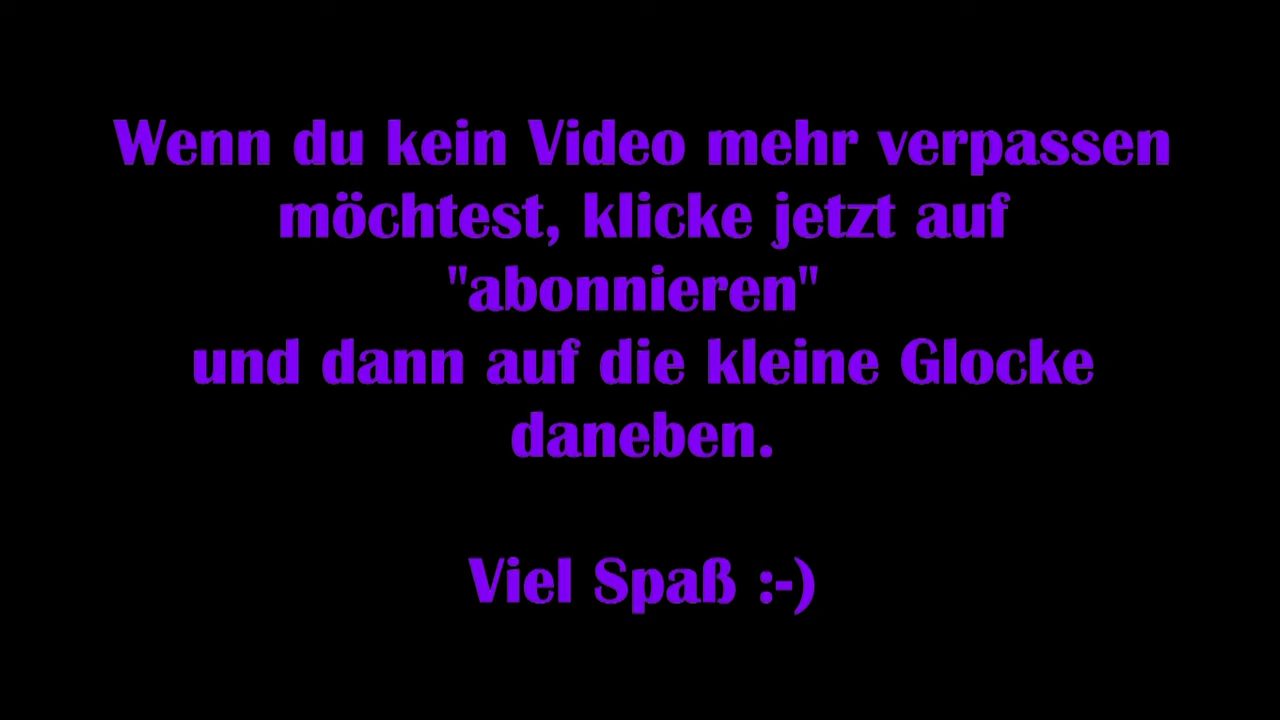 Wenn du kein Video mehr verpassen
möchtest, klicke jetzt auf
"abonnieren"
und dann auf die kleine Glocke
daneben.
Viel Spaß :-)